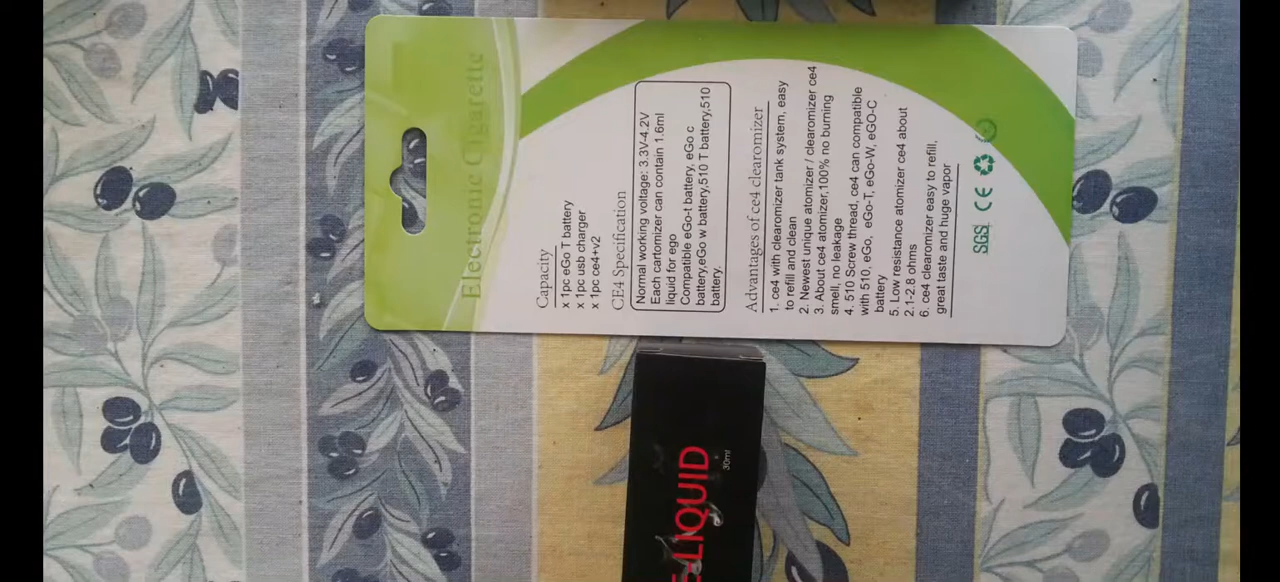 Electronic Cigarette
Capacity
x 1pc eGo T battery
x 1pc usb charger
x 1pc ce4+v2
CE4 Specification
Normal working voltage: 3.3V-4.2V
Each cartomizer can contain 1.6ml
liquid for ego
Compatible eGo-t battery, eGo c
battery,eGo w battery,510 T battery,510
battery.
Advantages of ce4 clearomizer
1. ce4 with clearomizer tank system, easy
to refill and clean
2. Newest unique atomizer / clearomizer ce4
3. About ce4 atomizer,100% no burning
smell, no leakage
4. 510 Screw thread, ce4 can compatible
with 510, eGo, eGo-T, eGo-W, eGO-C
battery
5. Low resistance atomizer ce4 about
2.1-2.8 ohms
6. ce4 clearomizer easy to refill,
great taste and huge vapor
SGS CE
E-LIQUID
30ml